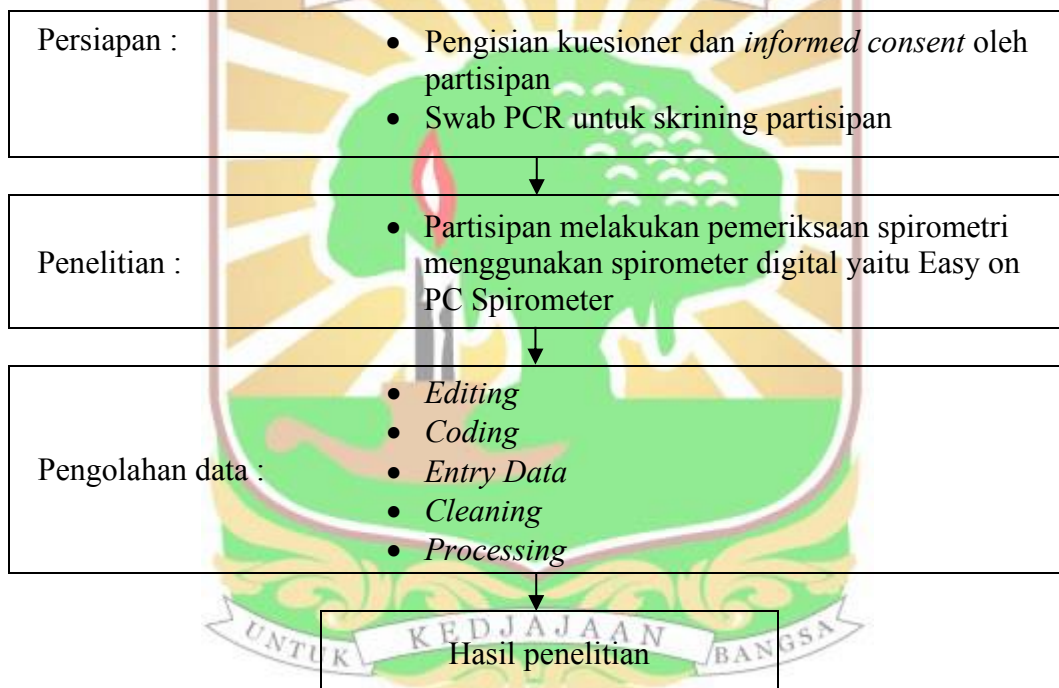 Persiapan :
• Pengisian kuesioner dan informed consent oleh
partisipan
• Swab PCR untuk skrining partisipan
Penelitian :
• Partisipan melakukan pemeriksaan spirometri
menggunakan spirometer digital yaitu Easy on
PC Spirometer
Pengolahan data :
• Editing
• Coding
• Entry Data
• Cleaning
• Processing
Hasil penelitian
UNTUK KEDJAJAAN BANGSA